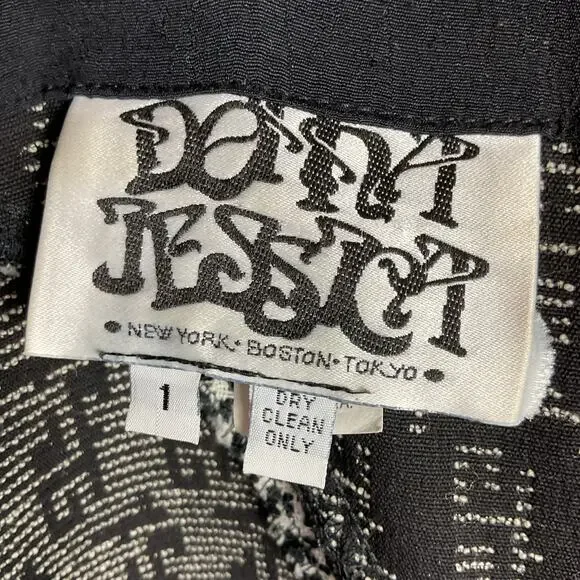 DONNA
JESSICA
• NEW YORK • BOSTON • TOKYO •
1
DRY
CLEAN
ONLY